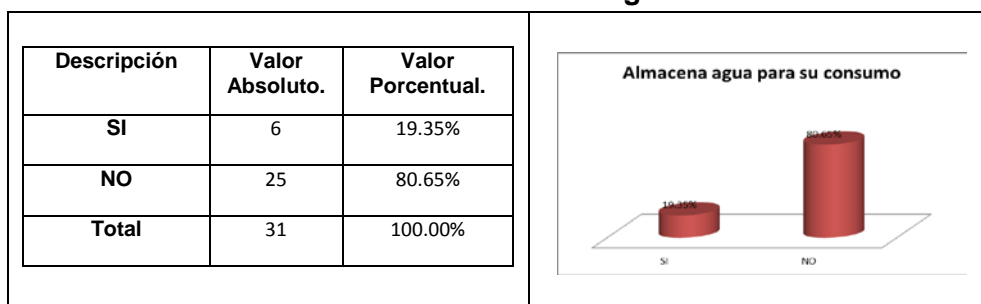 Descripción Valor Absoluto. Valor Porcentual.
SI 6 19.35%
NO 25 80.65%
Total 31 100.00%
Almacena agua para su consumo
80.65%
19.35%
SI NO